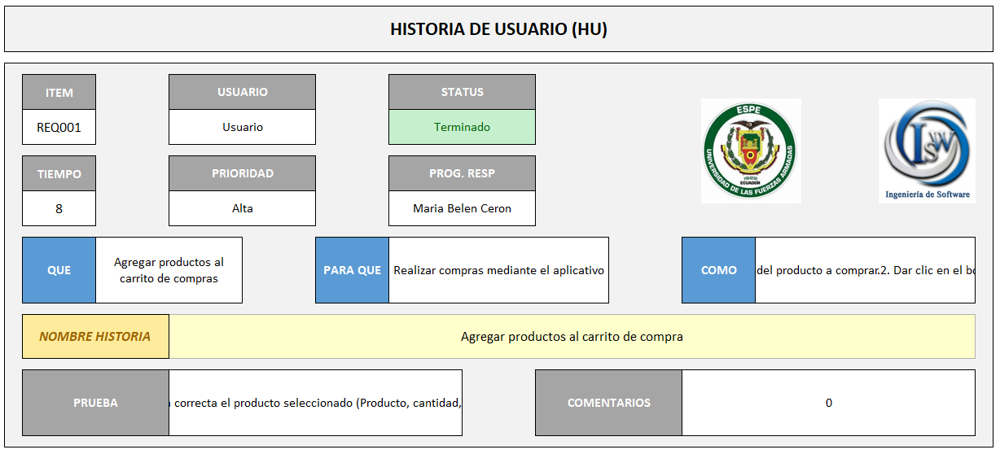 HISTORIA DE USUARIO (HU)
ITEM
USUARIO
STATUS
REQ001
Usuario
Terminado
TIEMPO
PRIORIDAD
PROG. RESP
8
Alta
Maria Belen Ceron
ESPE
UNIVERSIDAD DE LAS FUERZAS ARMADAS
ECUADOR
ISW
Ingeniería de Software
QUE
Agregar productos al
carrito de compras
PARA QUE
Realizar compras mediante el aplicativo
COMO
del producto a comprar.2. Dar clic en el
NOMBRE HISTORIA
Agregar productos al carrito de compra
PRUEBA
correcta el producto seleccionado (Producto, cantidad,
COMENTARIOS
0